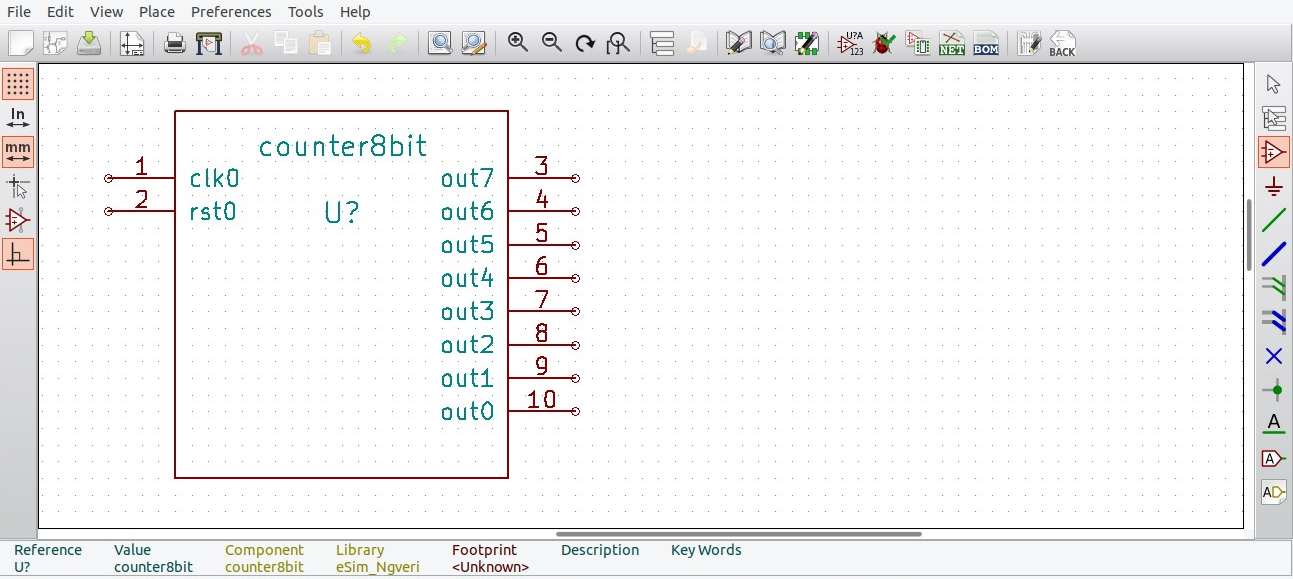 File Edit View Place Preferences Tools Help
U?A
123
NET
BOM
BACK
In
mm
counter8bit
U?
1
clk0
2
rst0
out7
3
out6
4
out5
5
out4
6
out3
7
out2
8
out1
9
out0
10
A
A
AD
Reference Value Component Library Footprint Description Key Words
U? counter8bit counter8bit eSim_Ngveri <Unknown>